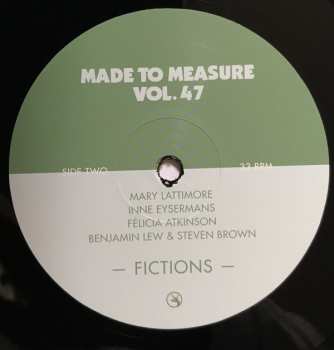 MADE TO MEASURE
VOL. 47
SIDE TWO 33 RPM
MARY LATTIMORE
INNE EYSERMANS
FÉLICIA ATKINSON
BENJAMIN LEW & STEVEN BROWN
— FICTIONS —